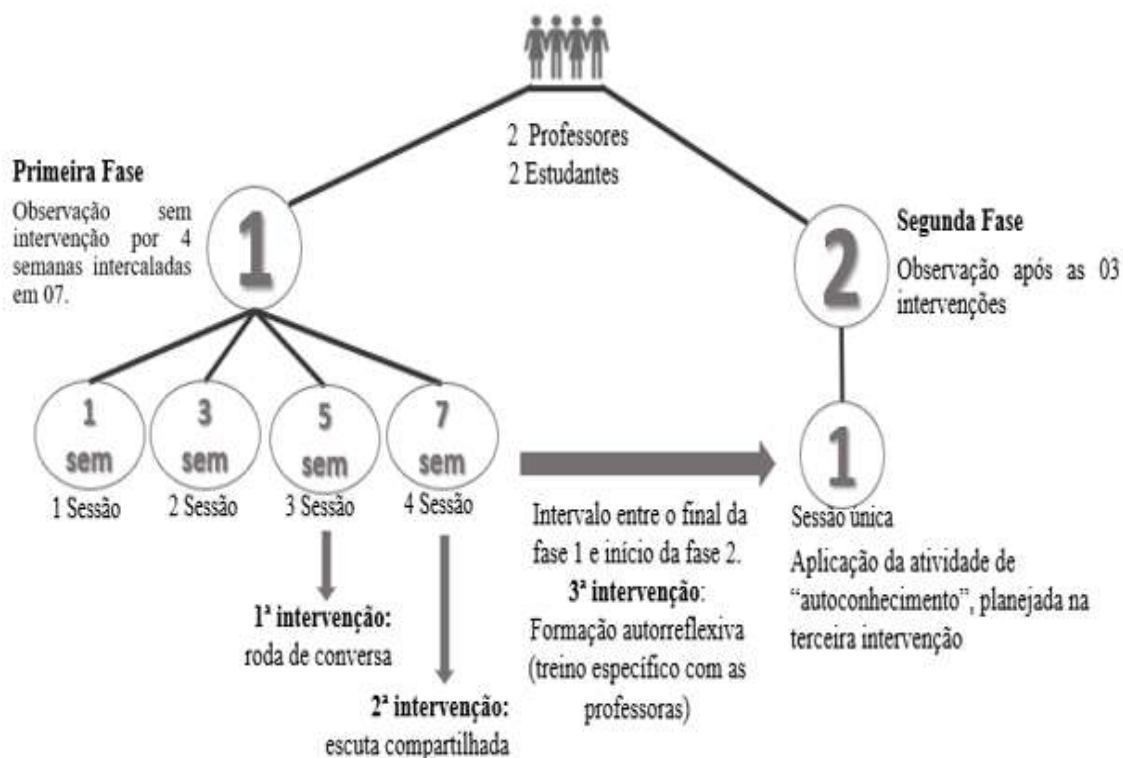 2 Professores
2 Estudantes
Primeira Fase
Observação sem
intervenção por 4
semanas intercaladas
em 07.
1
1
sem
1 Sessão
3
sem
2 Sessão
5
sem
3 Sessão
7
sem
4 Sessão
1ª intervenção:
roda de conversa
2ª intervenção:
escuta compartilhada
Intervalo entre o final da
fase 1 e início da fase 2.
3ª intervenção:
Formação autorreflexiva
(treino específico com as
professoras)
2
Segunda Fase
Observação após as 03
intervenções
1
Sessão única
Aplicação da atividade de
“autoconhecimento”, planejada na
terceira intervenção